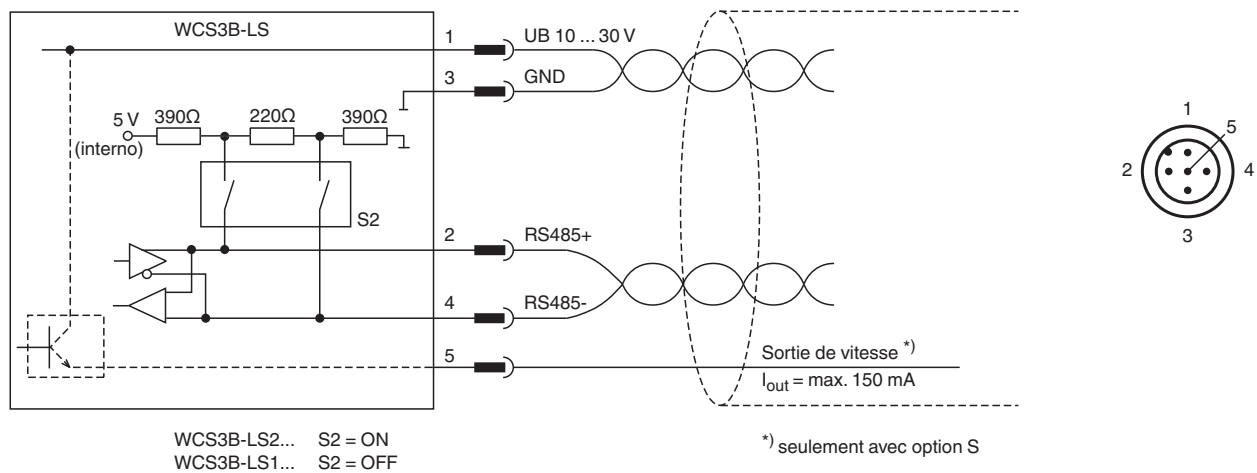 WCS3B-LS
1
UB 10 ... 30 V
3
GND
5 V
(interno)
390Ω
220Ω
390Ω
S2
2
RS485+
4
RS485-
5
Sortie de vitesse *)
Iout = max. 150 mA
WCS3B-LS2... S2 = ON
WCS3B-LS1... S2 = OFF
*) seulement avec option S
1
5
2
4
3